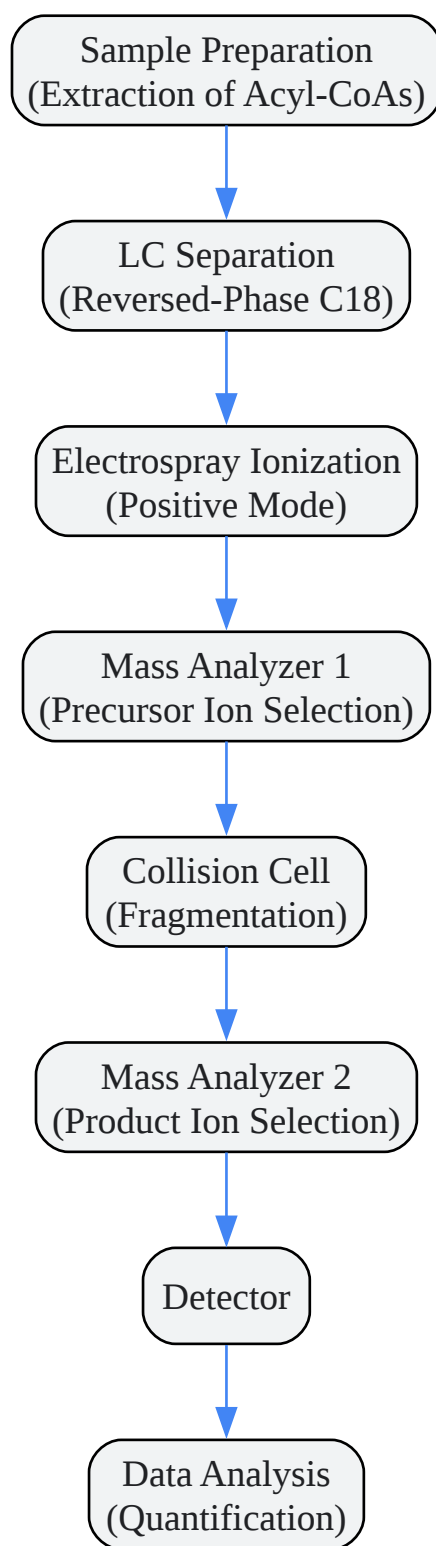 Sample Preparation
(Extraction of Acyl-CoAs)
LC Separation
(Reversed-Phase C18)
Electrospray Ionization
(Positive Mode)
Mass Analyzer 1
(Precursor Ion Selection)
Collision Cell
(Fragmentation)
Mass Analyzer 2
(Product Ion Selection)
Detector
Data Analysis
(Quantification)